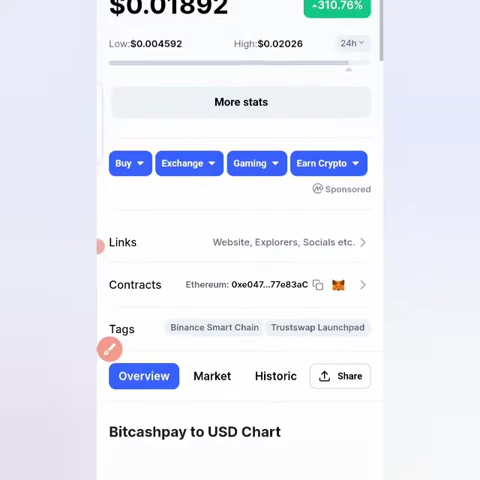 $0.01892
310.76%
Low:$0.004592 High:$0.02026 24h
More stats
Buy Exchange Gaming Earn Crypto
Sponsored
Links Website, Explorers, Socials etc.
Contracts Ethereum: 0xe047...77e83aC
Tags Binance Smart Chain Trustswap Launchpad
Overview Market Historic Share
Bitcashpay to USD Chart